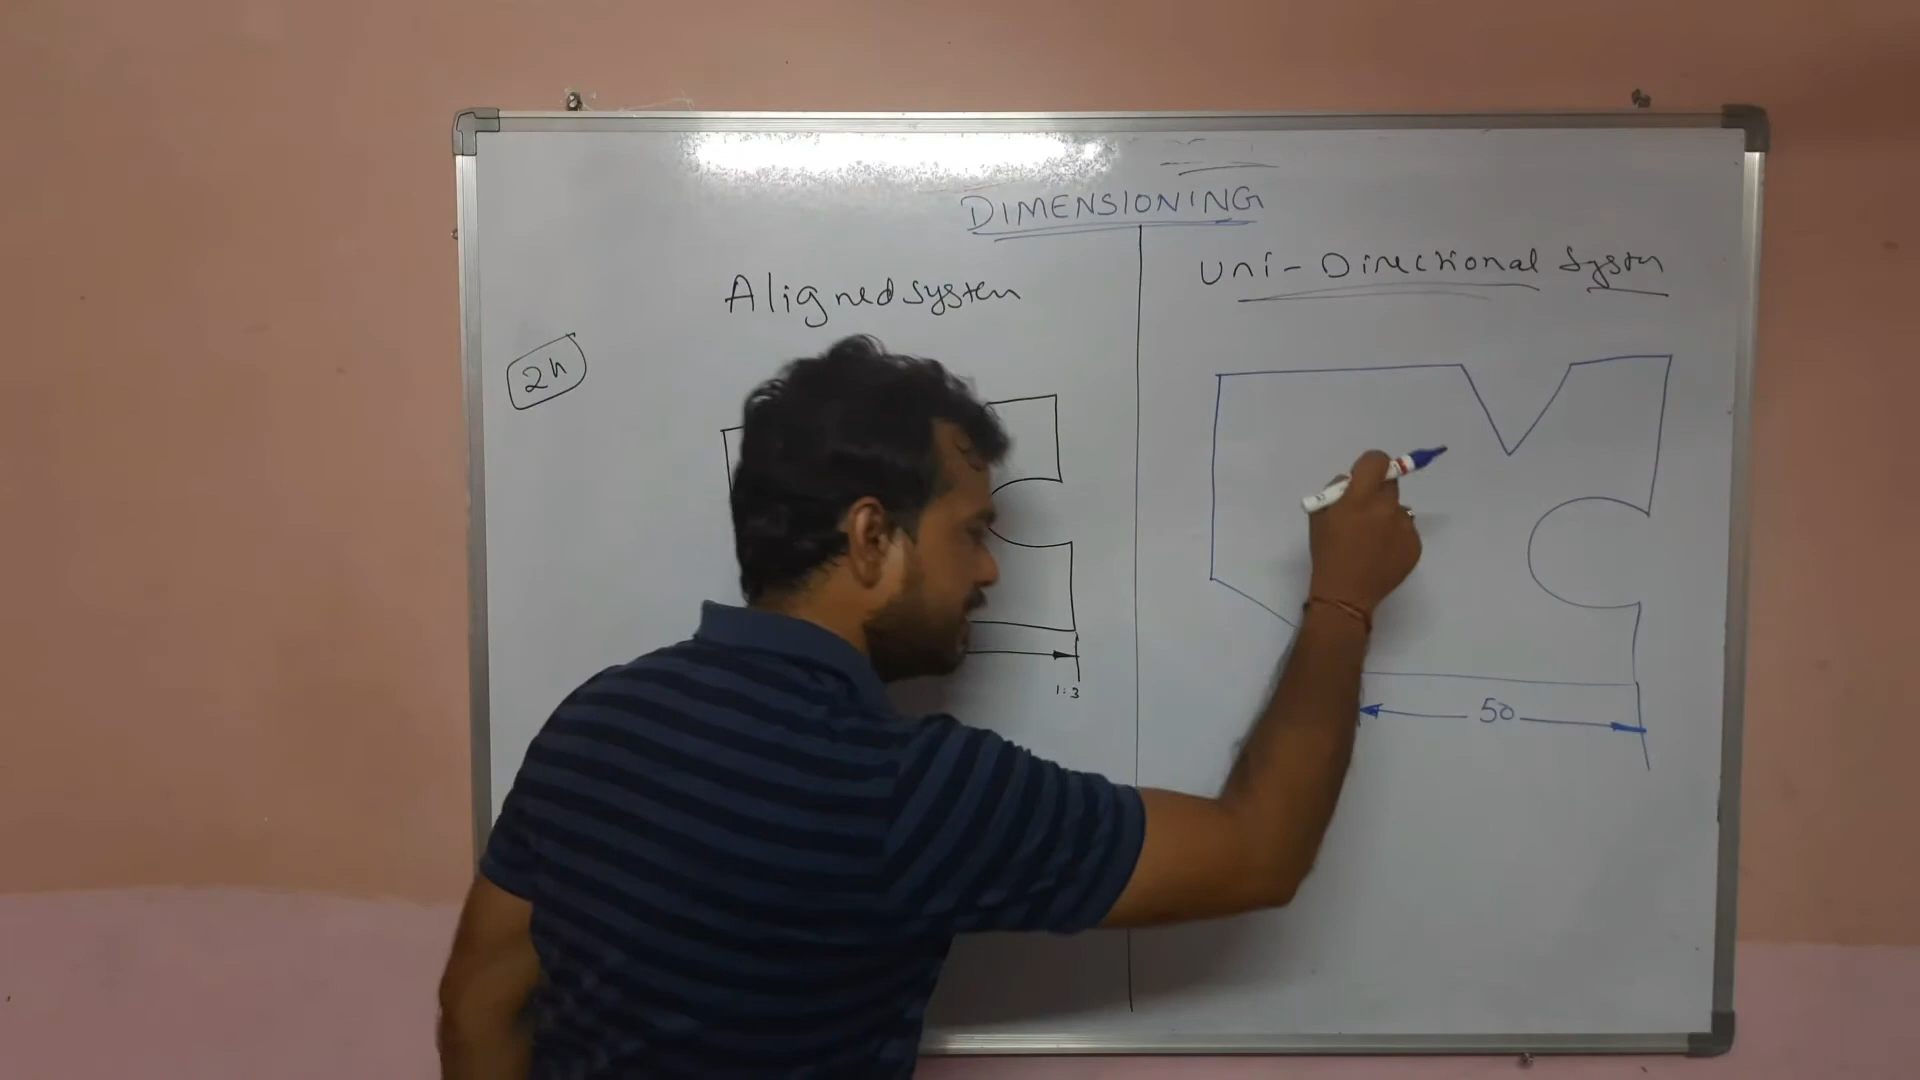 DIMENSIONING
Aligned system
Uni-Directional System
2h
1:3
50